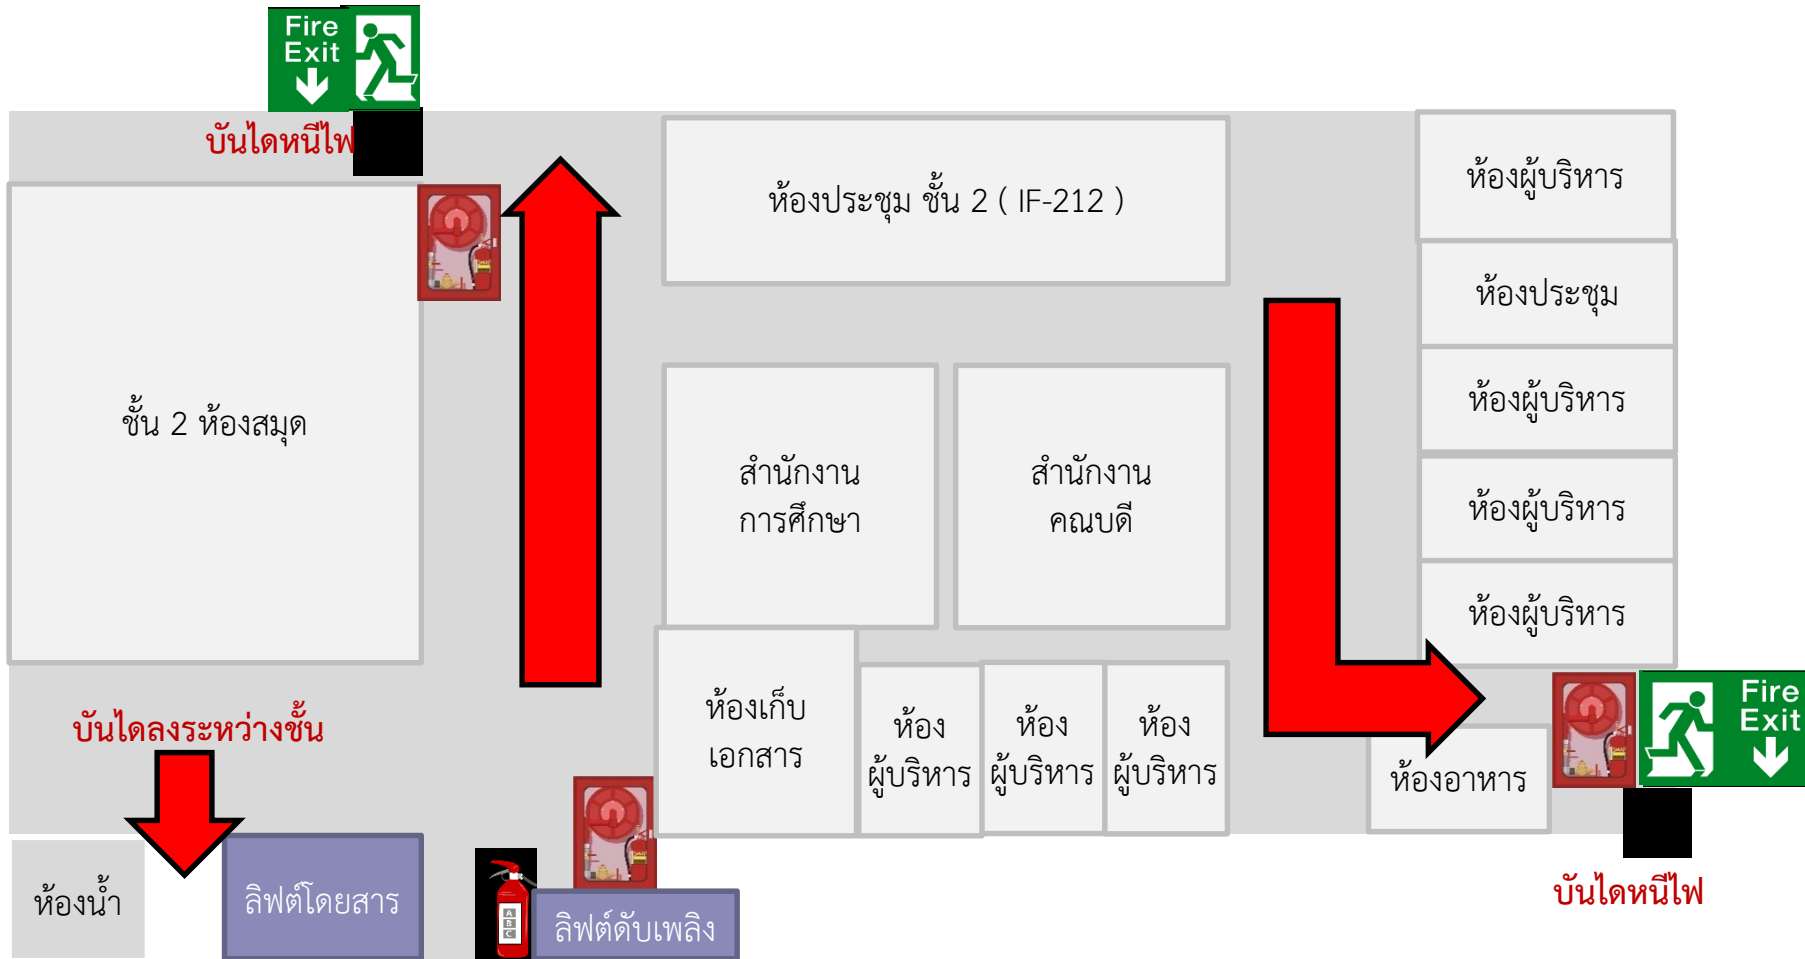 Fire
Exit
บันไดหนีไฟ
ห้องประชุม ชั้น 2 ( IF-212 )
ห้องผู้บริหาร
ห้องประชุม
ห้องผู้บริหาร
ห้องผู้บริหาร
ห้องผู้บริหาร
ชั้น 2 ห้องสมุด
สำนักงาน
การศึกษา
สำนักงาน
คณบดี
ห้องเก็บ
เอกสาร
ห้อง
ผู้บริหาร
ห้อง
ผู้บริหาร
ห้อง
ผู้บริหาร
ห้องอาหาร
Fire
Exit
บันไดหนีไฟ
บันไดลงระหว่างชั้น
ห้องน้ำ
ลิฟต์โดยสาร
A
B
C
ลิฟต์ดับเพลิง